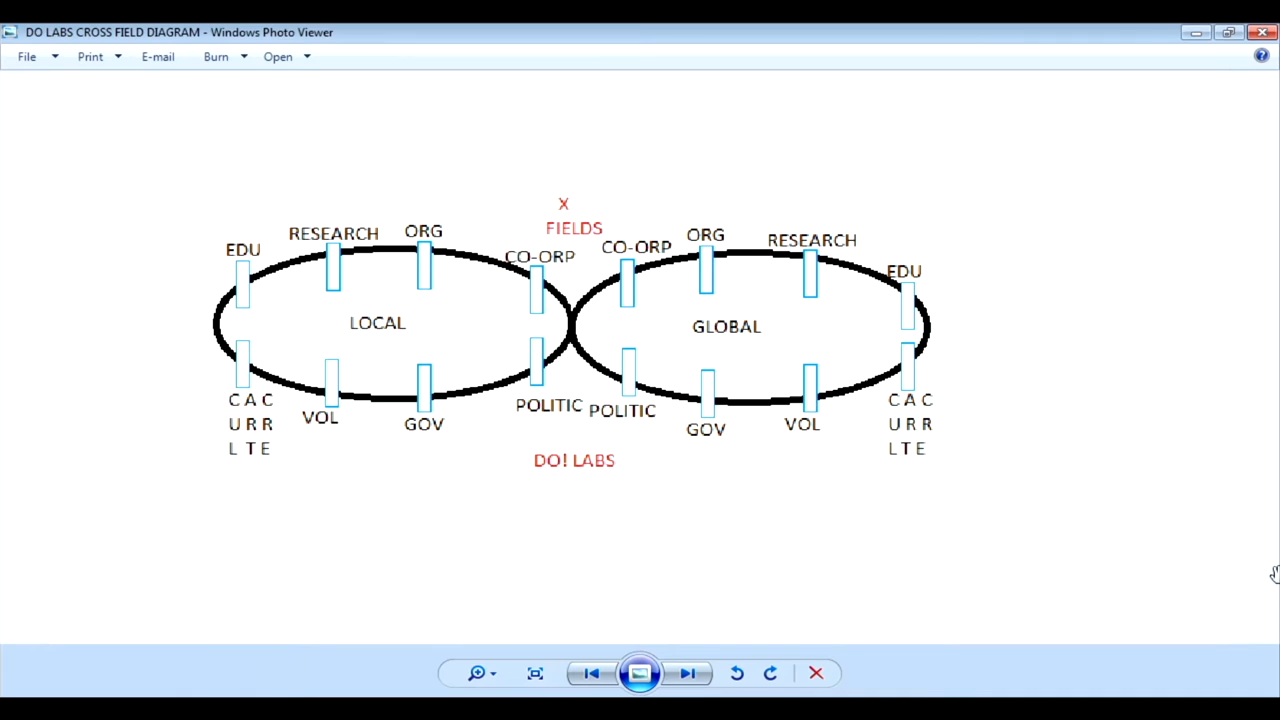 DO LABS CROSS FIELD DIAGRAM - Windows Photo Viewer
File Print E-mail Burn Open
X
FIELDS
EDU RESEARCH ORG CO-ORP CO-ORP ORG RESEARCH EDU
LOCAL GLOBAL
C A C VOL GOV POLITIC POLITIC GOV VOL C A C
U R R U R R
L T E L T E
DO! LABS